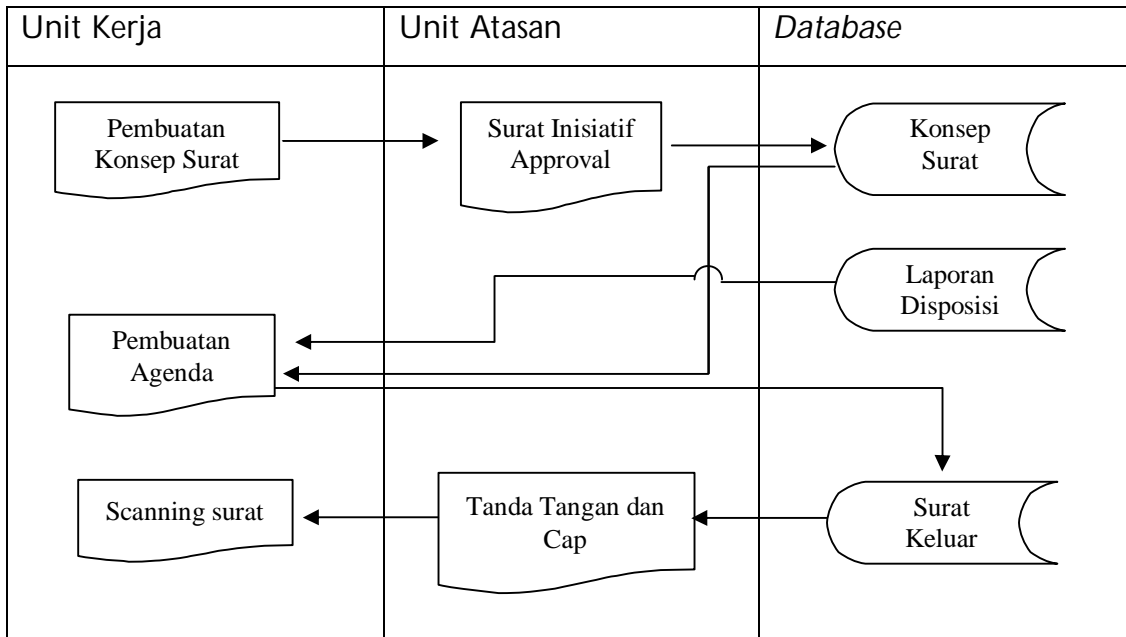 Unit Kerja
Unit Atasan
Database
Pembuatan
Konsep Surat
Surat Inisiatif
Approval
Konsep
Surat
Laporan
Disposisi
Pembuatan
Agenda
Scanning surat
Tanda Tangan dan
Cap
Surat
Keluar